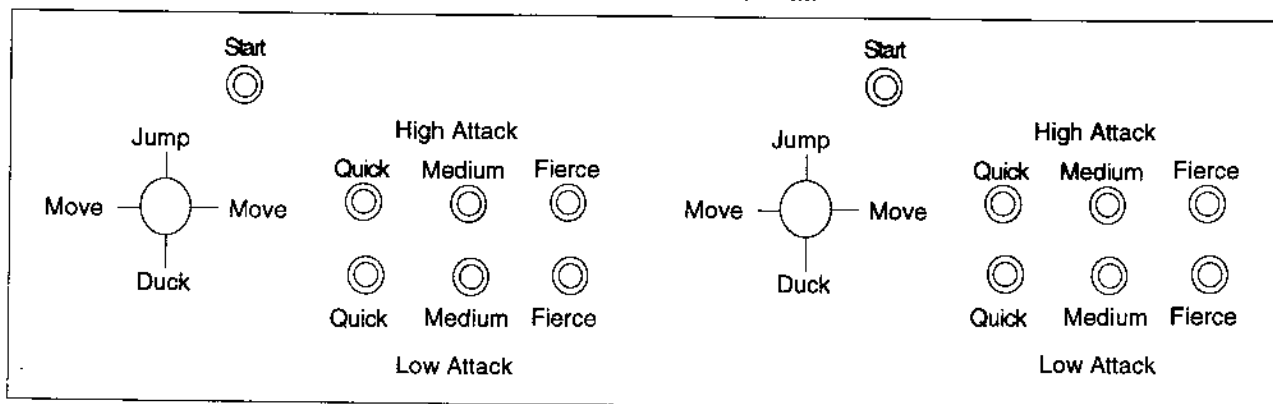 Start
High Attack
Jump
Quick Medium Fierce
Move Move
Duck
Quick Medium Fierce
Low Attack
Start
High Attack
Jump
Quick Medium Fierce
Move Move
Duck
Quick Medium Fierce
Low Attack